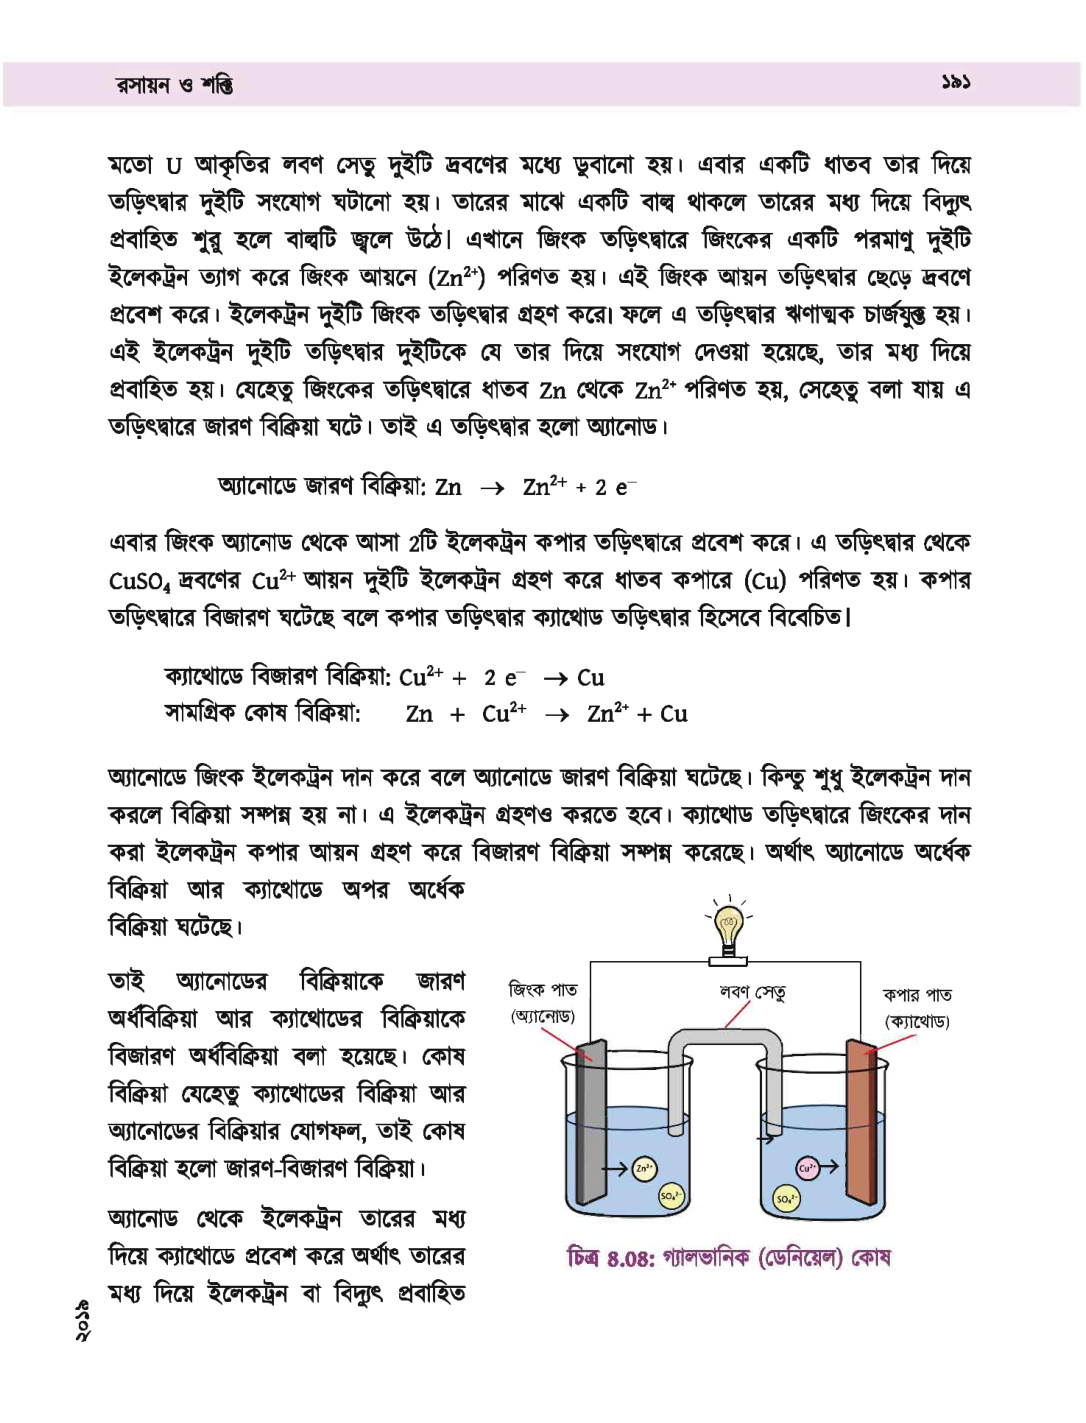 রসায়ন ও শক্তি
১৯১
মতো U আকৃতির লবণ সেতু দুইটি দ্রবণের মধ্যে ডুবানো হয়। এবার একটি ধাতব তার দিয়ে
তড়িৎদ্বার দুইটি সংযোগ ঘটানো হয়। তারের মাঝে একটি বাল্ব থাকলে তারের মধ্য দিয়ে বিদ্যুৎ
প্রবাহিত শুরু হলে বাল্বটি জ্বলে উঠে। এখানে জিংক তড়িৎদ্বারে জিংকের একটি পরমাণু দুইটি
ইলেকট্রন ত্যাগ করে জিংক আয়নে (Zn²⁺) পরিণত হয়। এই জিংক আয়ন তড়িৎদ্বার ছেড়ে দ্রবণে
প্রবেশ করে। ইলেকট্রন দুইটি জিংক তড়িৎদ্বার গ্রহণ করে। ফলে এ তড়িৎদ্বার ঋণাত্মক চার্জযুক্ত হয়।
এই ইলেকট্রন দুইটি তড়িৎদ্বার দুইটিকে যে তার দিয়ে সংযোগ দেওয়া হয়েছে, তার মধ্য দিয়ে
প্রবাহিত হয়। যেহেতু জিংকের তড়িৎদ্বারে ধাতব Zn থেকে Zn²⁺ পরিণত হয়, সেহেতু বলা যায় এ
তড়িৎদ্বারে জারণ বিক্রিয়া ঘটে। তাই এ তড়িৎদ্বার হলো অ্যানোড।
অ্যানোডে জারণ বিক্রিয়া: Zn → Zn²⁺ + 2 e⁻
এবার জিংক অ্যানোড থেকে আসা 2টি ইলেকট্রন কপার তড়িৎদ্বারে প্রবেশ করে। এ তড়িৎদ্বার থেকে
CuSO₄ দ্রবণের Cu²⁺ আয়ন দুইটি ইলেকট্রন গ্রহণ করে ধাতব কপারে (Cu) পরিণত হয়। কপার
তড়িৎদ্বারে বিজারণ ঘটেছে বলে কপার তড়িৎদ্বার ক্যাথোড তড়িৎদ্বার হিসেবে বিবেচিত।
ক্যাথোডে বিজারণ বিক্রিয়া: Cu²⁺ + 2 e⁻ → Cu
সামগ্রিক কোষ বিক্রিয়া: Zn + Cu²⁺ → Zn²⁺ + Cu
অ্যানোডে জিংক ইলেকট্রন দান করে বলে অ্যানোডে জারণ বিক্রিয়া ঘটেছে। কিন্তু শুধু ইলেকট্রন দান
করলে বিক্রিয়া সম্পন্ন হয় না। এ ইলেকট্রন গ্রহণও করতে হবে। ক্যাথোড তড়িৎদ্বারে জিংকের দান
করা ইলেকট্রন কপার আয়ন গ্রহণ করে বিজারণ বিক্রিয়া সম্পন্ন করেছে। অর্থাৎ অ্যানোডে অর্ধেক
বিক্রিয়া আর ক্যাথোডে অপর অর্ধেক
বিক্রিয়া ঘটেছে।
তাই অ্যানোডের বিক্রিয়াকে জারণ
অর্ধবিক্রিয়া আর ক্যাথোডের বিক্রিয়াকে
বিজারণ অর্ধবিক্রিয়া বলা হয়েছে। কোষ
বিক্রিয়া যেহেতু ক্যাথোডের বিক্রিয়া আর
অ্যানোডের বিক্রিয়ার যোগফল, তাই কোষ
বিক্রিয়া হলো জারণ-বিজারণ বিক্রিয়া।
অ্যানোড থেকে ইলেকট্রন তারের মধ্য
দিয়ে ক্যাথোডে প্রবেশ করে অর্থাৎ তারের
মধ্য দিয়ে ইলেকট্রন বা বিদ্যুৎ প্রবাহিত
জিংক পাত
(অ্যানোড)
লবণ সেতু
কপার পাত
(ক্যাথোড)
Zn²⁺
SO₄²⁻
Cu²⁺
SO₄²⁻
চিত্র 8.08: গ্যালভানিক (ডেনিয়েল) কোষ
২০১৯